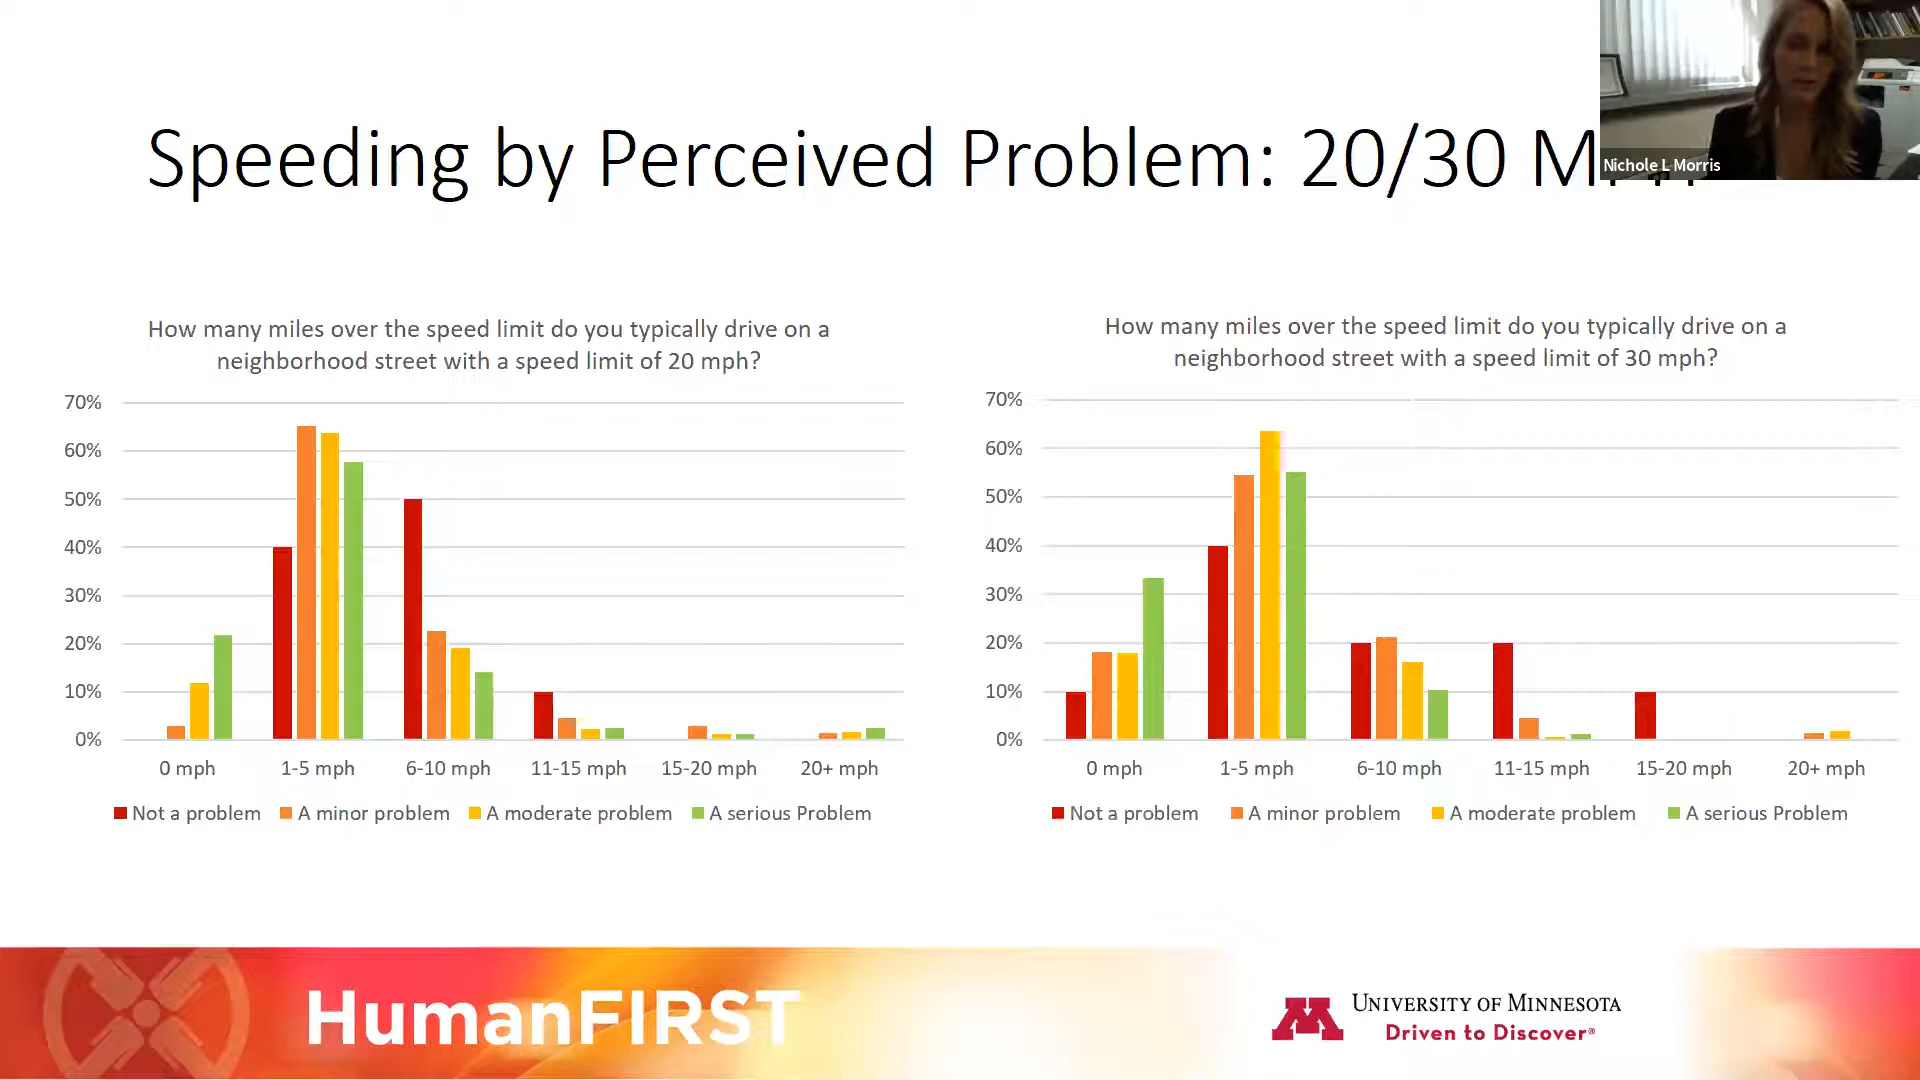 Speeding by Perceived Problem: 20/30
Nichole L Morris
How many miles over the speed limit do you typically drive on a
neighborhood street with a speed limit of 20 mph?
70%
60%
50%
40%
30%
20%
10%
0%
0 mph 1-5 mph 6-10 mph 11-15 mph 15-20 mph 20+ mph
Not a problem A minor problem A moderate problem A serious Problem
How many miles over the speed limit do you typically drive on a
neighborhood street with a speed limit of 30 mph?
70%
60%
50%
40%
30%
20%
10%
0%
0 mph 1-5 mph 6-10 mph 11-15 mph 15-20 mph 20+ mph
Not a problem A minor problem A moderate problem A serious Problem
HumanFIRST
M
UNIVERSITY OF MINNESOTA
Driven to Discover®